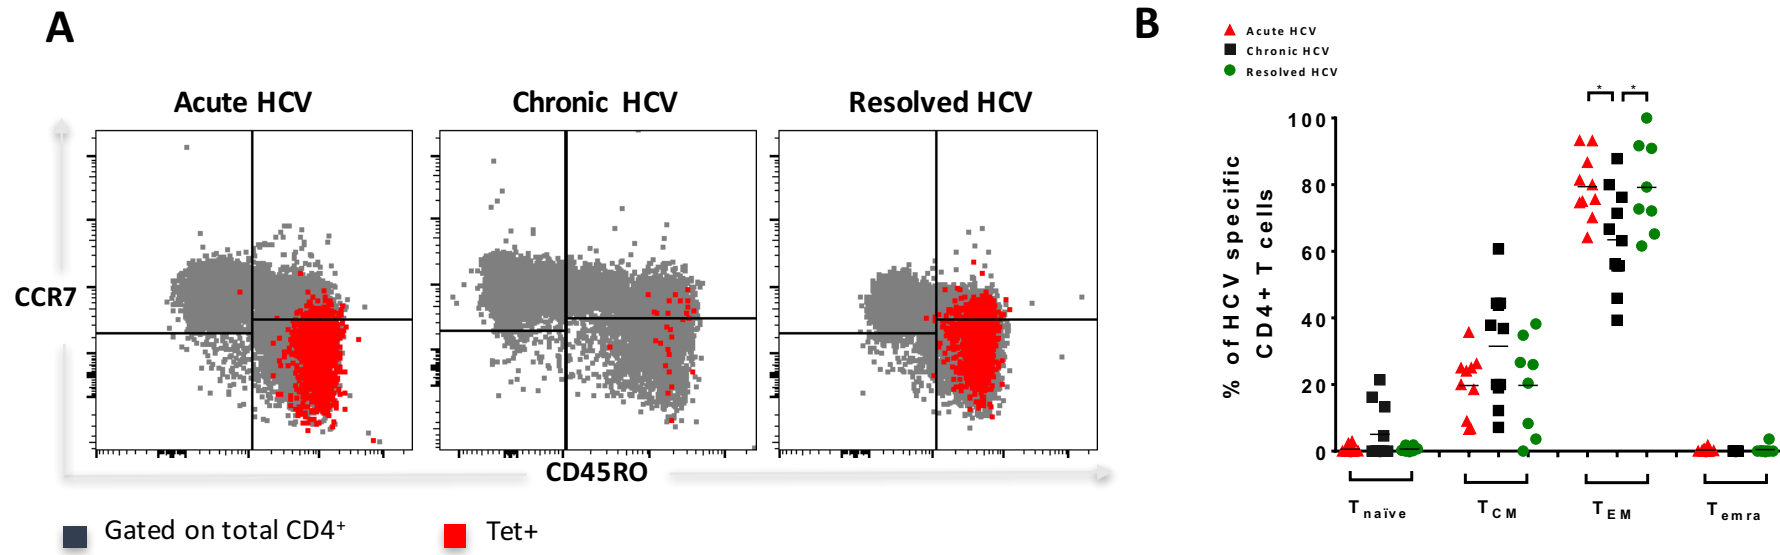 A
Acute HCV
Chronic HCV
Resolved HCV
CCR7
CD45RO
Gated on total CD4+
Tet+
B
Acute HCV
Chronic HCV
Resolved HCV
* *
% of HCV specific
CD4+ T cells
100
80
60
40
20
0
Tnaïve
TCM
TEM
Temra